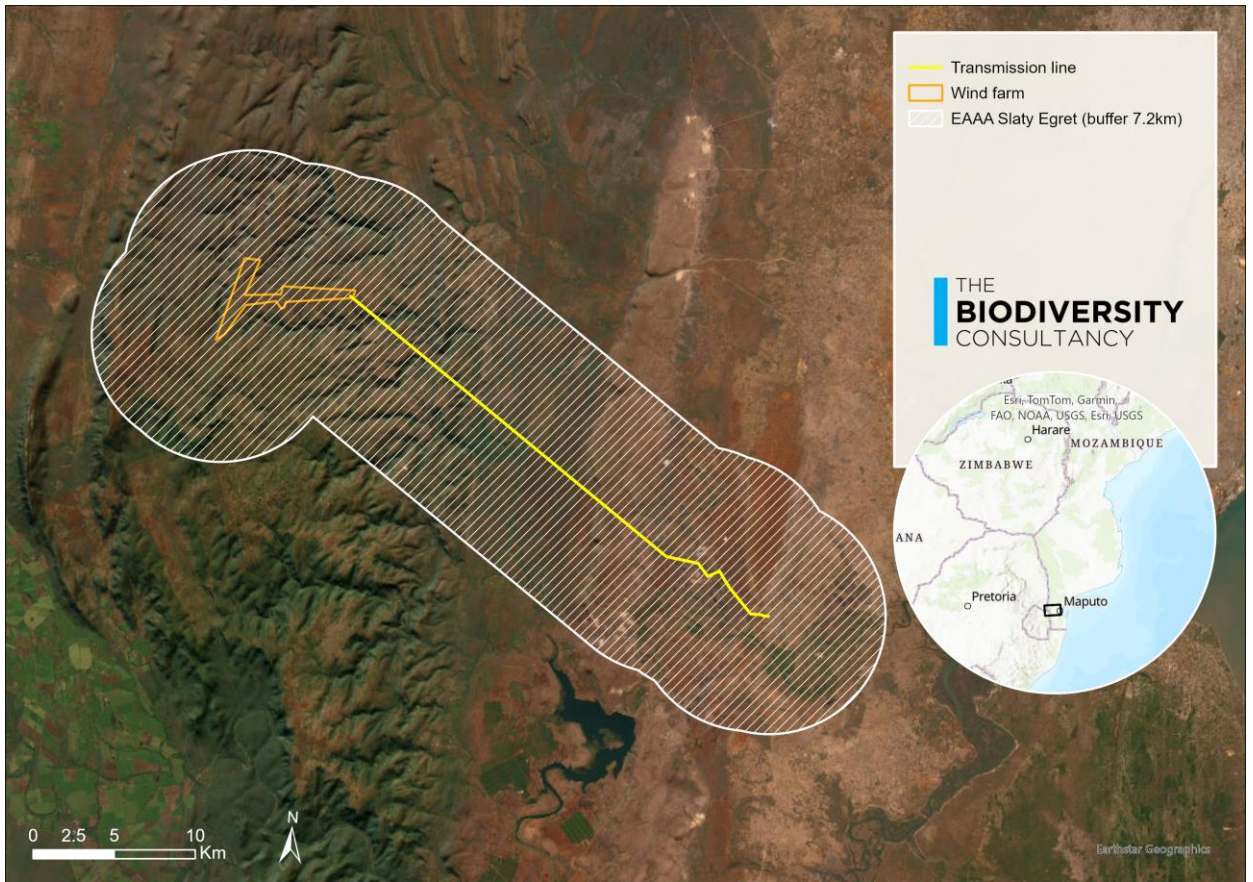 Transmission line
Wind farm
EAAA Slaty Egret (buffer 7.2km)
THE
BIODIVERSITY
CONSULTANCY
Esri, TomTom, Garmin,
FAO, NOAA, USGS, Esri, USGS
Harare
MOZAMBIQUE
ZIMBABWE
ANA
Pretoria
Maputo
N
0 2.5 5 10
Km
Earthstar Geographics